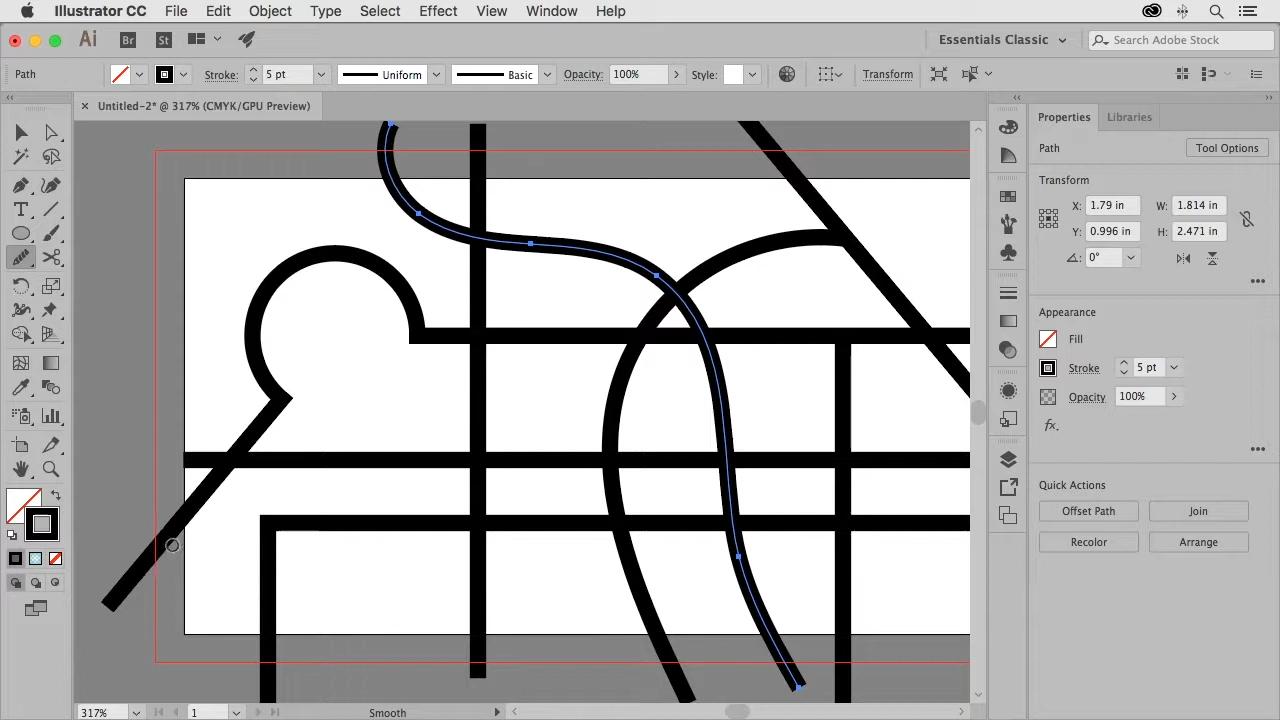 Illustrator CC File Edit Object Type Select Effect View Window Help
Ai Br St Essentials Classic Search Adobe Stock
Path Stroke: 5 pt Uniform Basic Opacity: 100% Style: Transform
Untitled-2* @ 317% (CMYK/GPU Preview)
Properties Libraries
Path Tool Options
Transform
X: 1.79 in W: 1.814 in
Y: 0.996 in H: 2.471 in
0°
Appearance
Fill
Stroke 5 pt
Opacity 100%
fx.
Quick Actions
Offset Path Join
Recolor Arrange
317% 1 Smooth